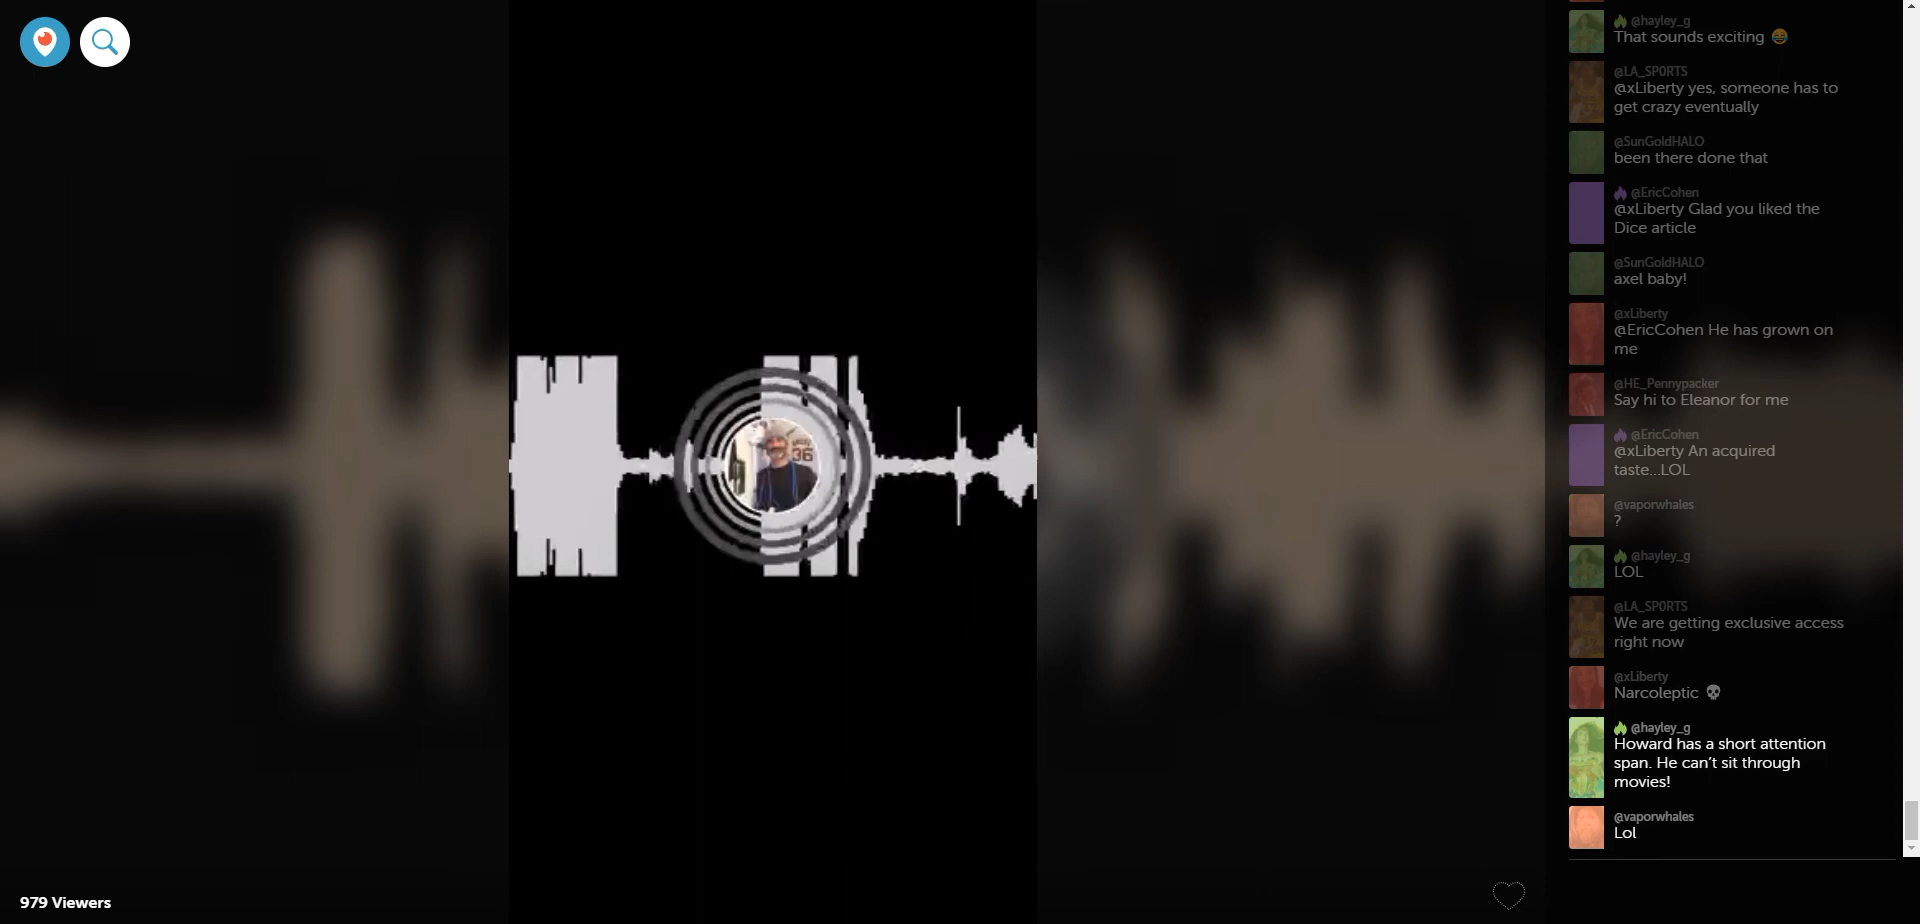 @hayley_g
That sounds exciting 😂
@LA_SP0RTS
@xLiberty yes, someone has to
get crazy eventually
@SunGoldHALO
been there done that
@EricCohen
@xLiberty Glad you liked the
Dice article
@SunGoldHALO
axel baby!
@xLiberty
@EricCohen He has grown on
me
@HE_Pennypacker
Say hi to Eleanor for me
@EricCohen
@xLiberty An acquired
taste...LOL
@vaporwhales
?
@hayley_g
LOL
@LA_SP0RTS
We are getting exclusive access
right now
@xLiberty
Narcoleptic 💀
@hayley_g
Howard has a short attention
span. He can't sit through
movies!
@vaporwhales
Lol
36
979 Viewers